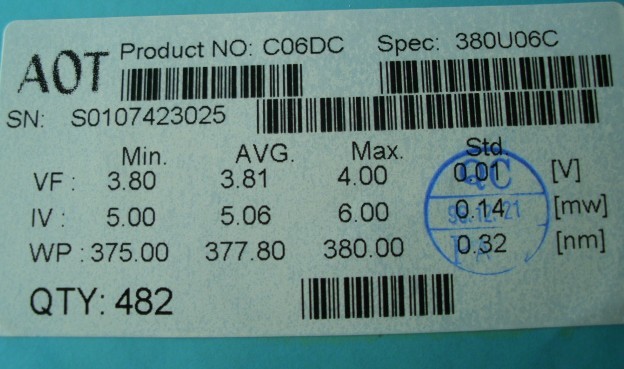 AOT Product NO: C06DC Spec: 380U06C
SN: S0107423025
Min. AVG. Max. Std
VF : 3.80 3.81 4.00 0.01 [V]
IV : 5.00 5.06 6.00 0.14 [mw]
WP : 375.00 377.80 380.00 0.32 [nm]
QTY: 482
QC